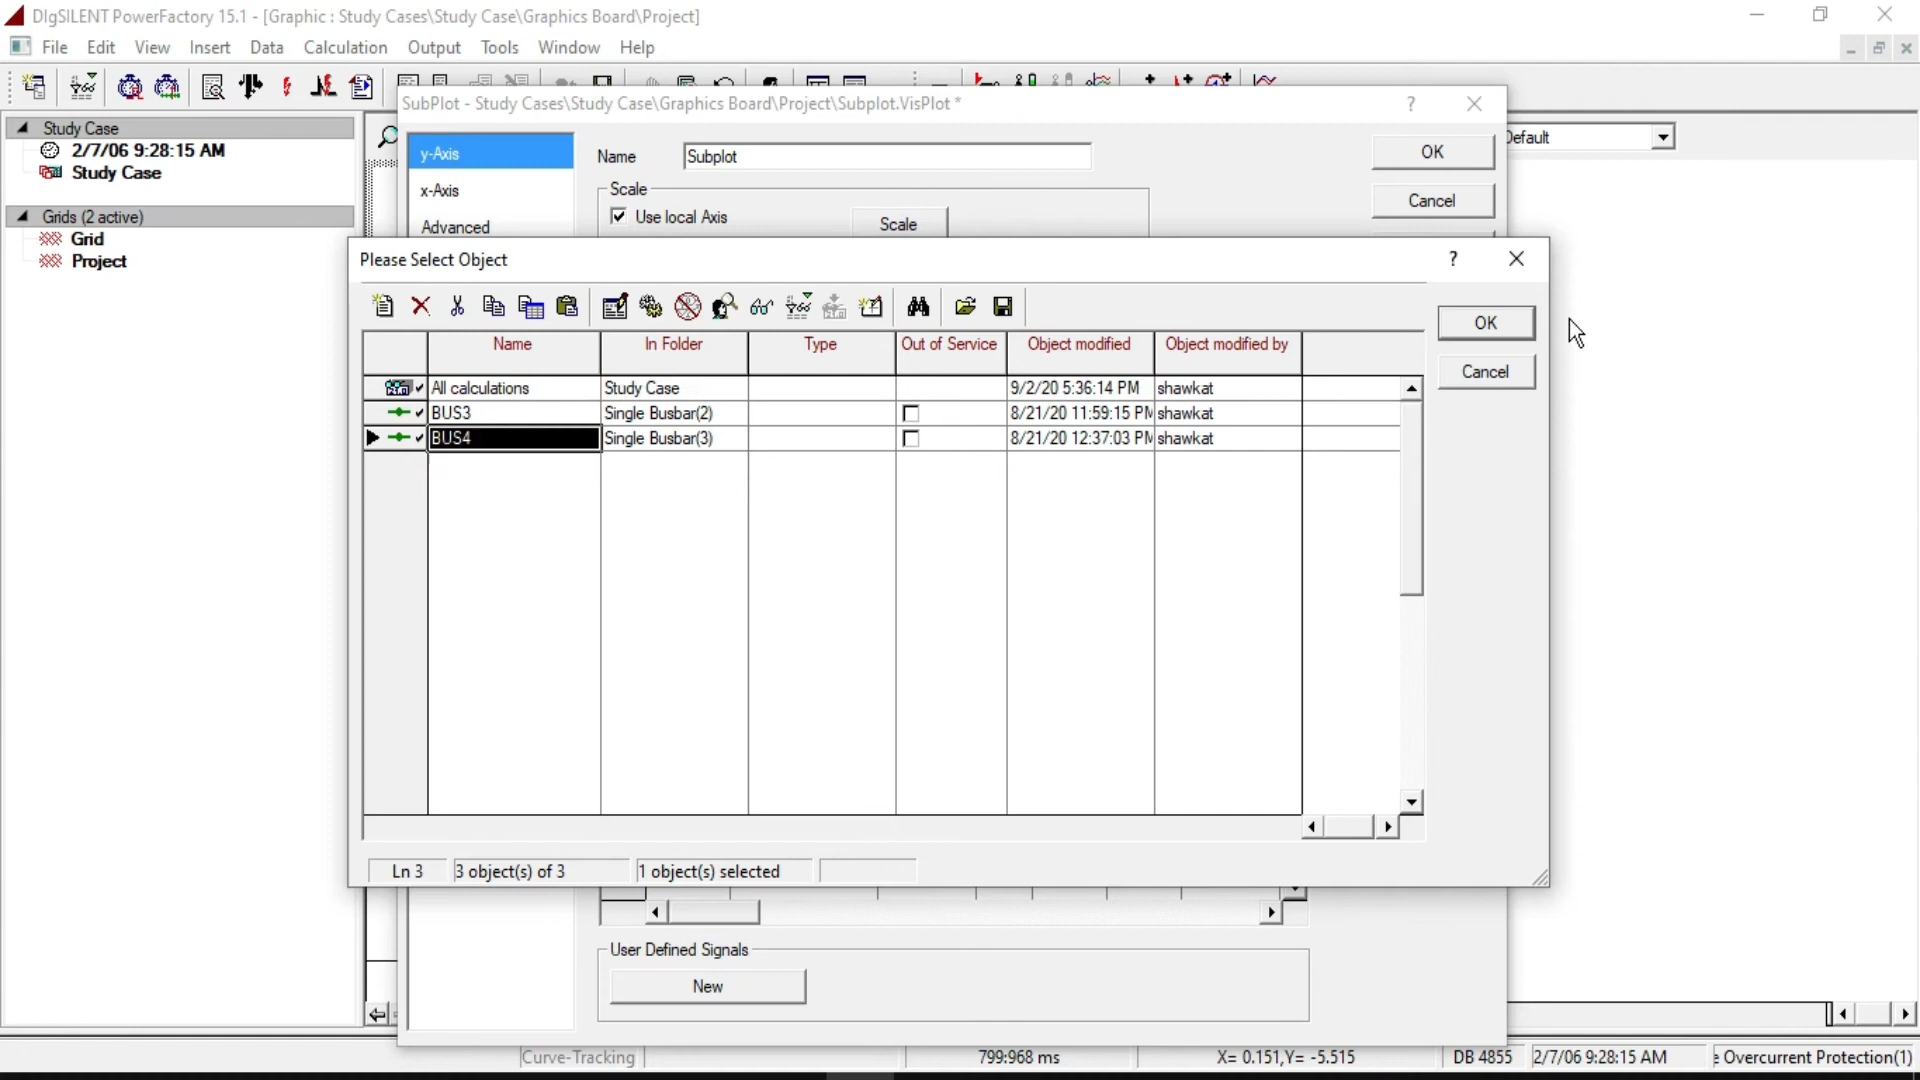 DIgSILENT PowerFactory 15.1 - [Graphic : Study Cases\Study Case\Graphics Board\Project]
File Edit View Insert Data Calculation Output Tools Window Help
SubPlot - Study Cases\Study Case\Graphics Board\Project\Subplot.VisPlot *
?
Study Case
2/7/06 9:28:15 AM
Study Case
Grids (2 active)
Grid
Project
y-Axis
x-Axis
Advanced
Name Subplot
Scale
Use local Axis
Scale
OK
Cancel
Default
Please Select Object
?
OK
Cancel
Name In Folder Type Out of Service Object modified Object modified by
All calculations Study Case 9/2/20 5:36:14 PM shawkat
BUS3 Single Busbar(2) 8/21/20 11:59:15 PM shawkat
BUS4 Single Busbar(3) 8/21/20 12:37:03 PM shawkat
Ln 3 3 object(s) of 3 1 object(s) selected
User Defined Signals
New
Curve-Tracking 799:968 ms X= 0.151,Y= -5.515 DB 4855 2/7/06 9:28:15 AM e Overcurrent Protection(1)